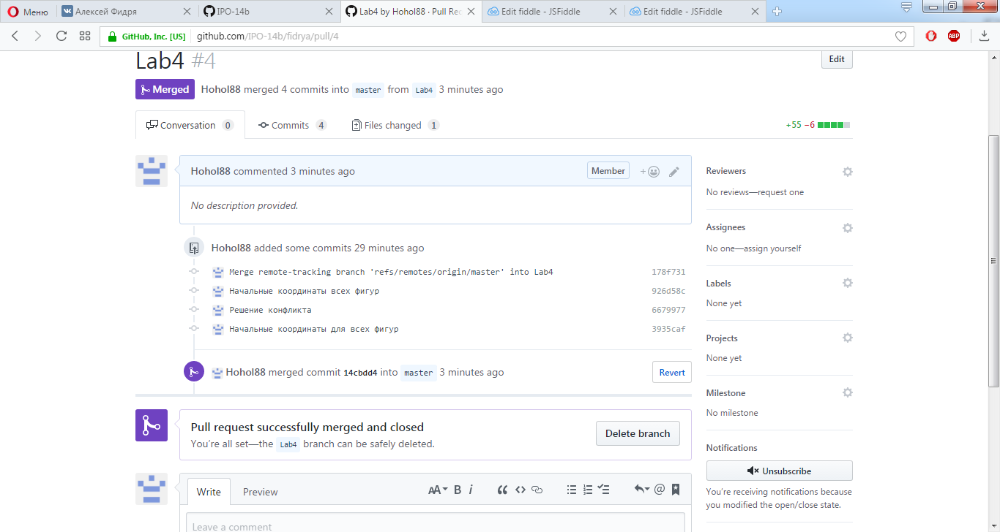 Меню
Алексей Фидря
IPO-14b
Lab4 by Hohol88 · Pull Rec
Edit fiddle - JSFiddle
Edit fiddle - JSFiddle
GitHub, Inc. [US]
github.com/IPO-14b/fidrya/pull/4
ABP
Lab4 #4
Edit
Merged
Hohol88 merged 4 commits into master from Lab4 3 minutes ago
Conversation 0
Commits 4
Files changed 1
+55 −6
Hohol88 commented 3 minutes ago
Member
No description provided.
Hohol88 added some commits 29 minutes ago
Merge remote-tracking branch 'refs/remotes/origin/master' into Lab4 178f731
Начальные координаты всех фигур 926d58c
Решение конфликта 6679977
Начальные координаты для всех фигур 3935caf
Hohol88 merged commit 14cbdd4 into master 3 minutes ago
Revert
Pull request successfully merged and closed
You’re all set—the Lab4 branch can be safely deleted.
Delete branch
Write
Preview
AA B i
Leave a comment
Reviewers
No reviews—request one
Assignees
No one—assign yourself
Labels
None yet
Projects
None yet
Milestone
No milestone
Notifications
Unsubscribe
You’re receiving notifications because
you modified the open/close state.